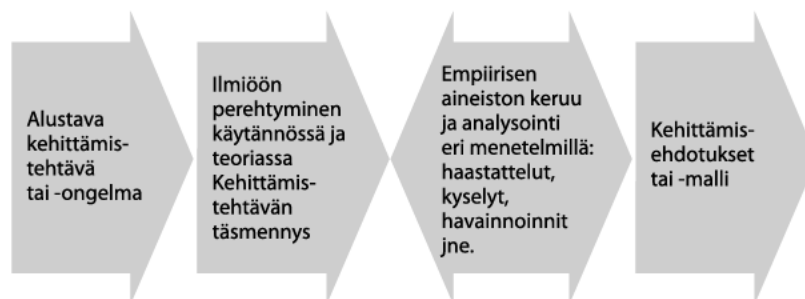 Alustava
kehittämis-
tehtävä
tai -ongelma
Ilmiöön
perehtyminen
käytännössä ja
teoriassa
Kehittämis-
tehtävän
täsmennys
Empiirisen
aineiston keruu
ja analysointi
eri menetelmillä:
haastattelut,
kyselyt,
havainnoinnit
jne.
Kehittämis-
ehdotukset
tai -malli